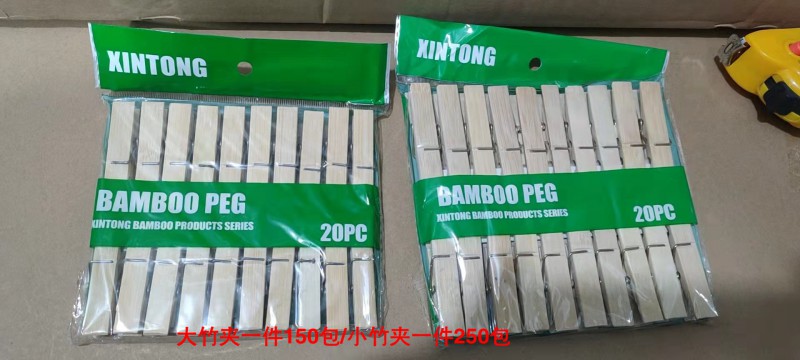 XINTONG
BAMBOO PEG
XINTONG BAMBOO PRODUCTS SERIES
20PC
XINTONG
BAMBOO PEG
XINTONG BAMBOO PRODUCTS SERIES
20PC
大竹夹一件150包/小竹夹一件250包